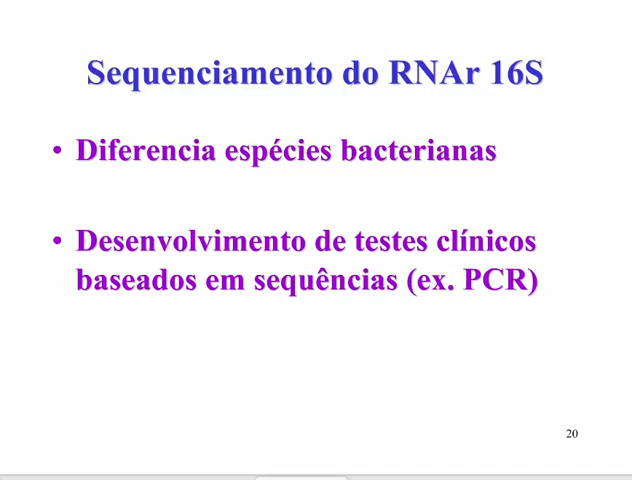 Sequenciamento do RNAr 16S
• Diferencia espécies bacterianas
• Desenvolvimento de testes clínicos
baseados em sequências (ex. PCR)
20